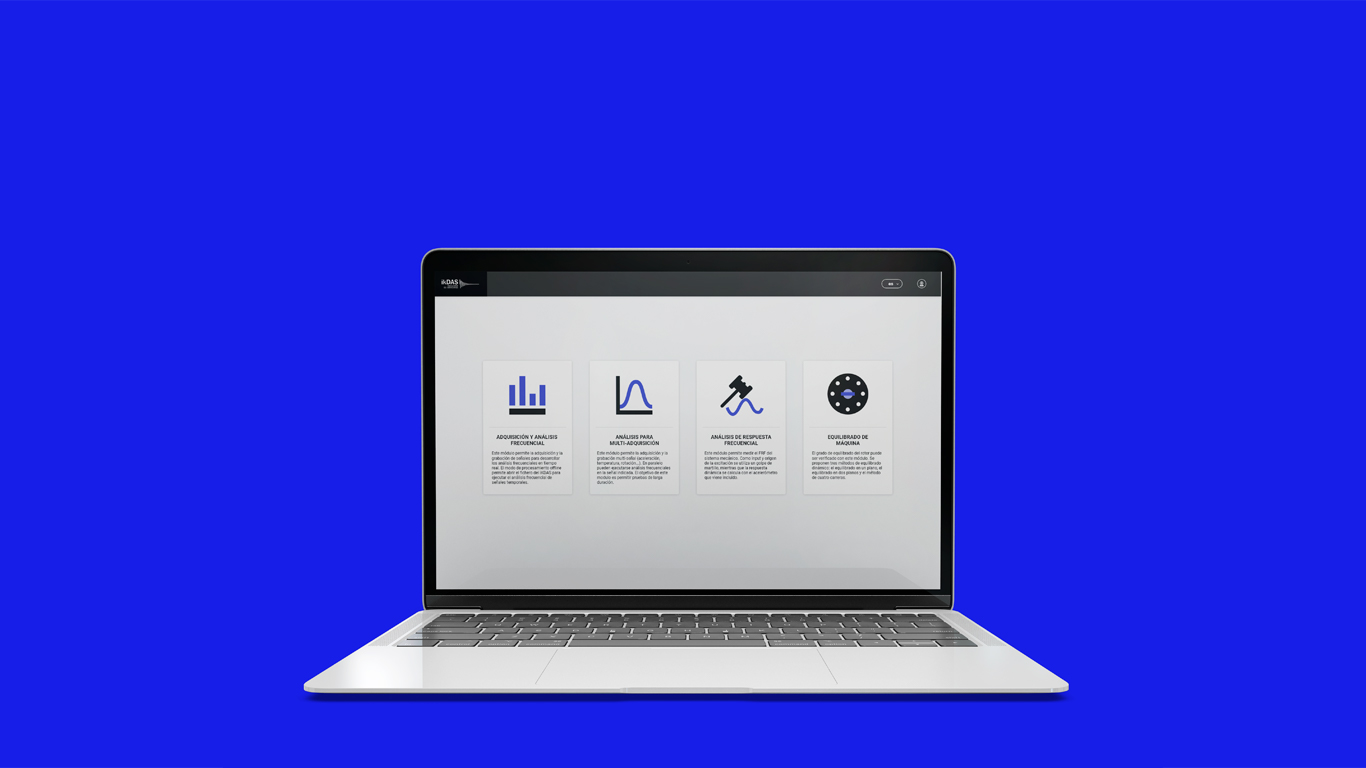 ikDAS
ADQUISICIÓN Y ANÁLISIS
FRECUENCIAL
Este módulo permite la adquisición y la
grabación de señales para desarrollar
los análisis frecuenciales en tiempo
real. El modo de procesamiento offline
permite abrir el fichero del ikDAS para
ejecutar el análisis frecuencial de
señales temporales.
ANÁLISIS PARA
MULTI-ADQUISICIÓN
Este módulo permite la adquisición y la
grabación multi-señal (aceleración,
temperatura, rotación...). En paralelo
pueden ejecutarse análisis frecuenciales
en la señal indicada. El objetivo de este
módulo es permitir pruebas de larga
duración.
ANÁLISIS DE RESPUESTA
FRECUENCIAL
Este módulo permite medir el FRF del
sistema mecánico. Como input y origen
de la excitación se utiliza un golpe de
martillo, mientras que la respuesta
dinámica se calcula con el acelerómetro
que viene incluido.
EQUILIBRADO DE
MÁQUINA
El grado de equilibrado del rotor puede
ser verificado con este módulo. Se
proponen tres métodos de equilibrado
dinámico: el equilibrado en un plano, el
equilibrado en dos planos y el método
de cuatro carreras.